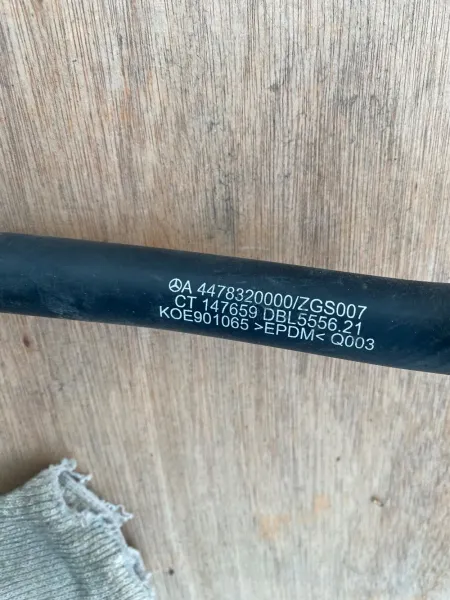 A 4478320000/ZGS007
CT 147659 DBL5556.21
KOE901065 >EPDM< Q003